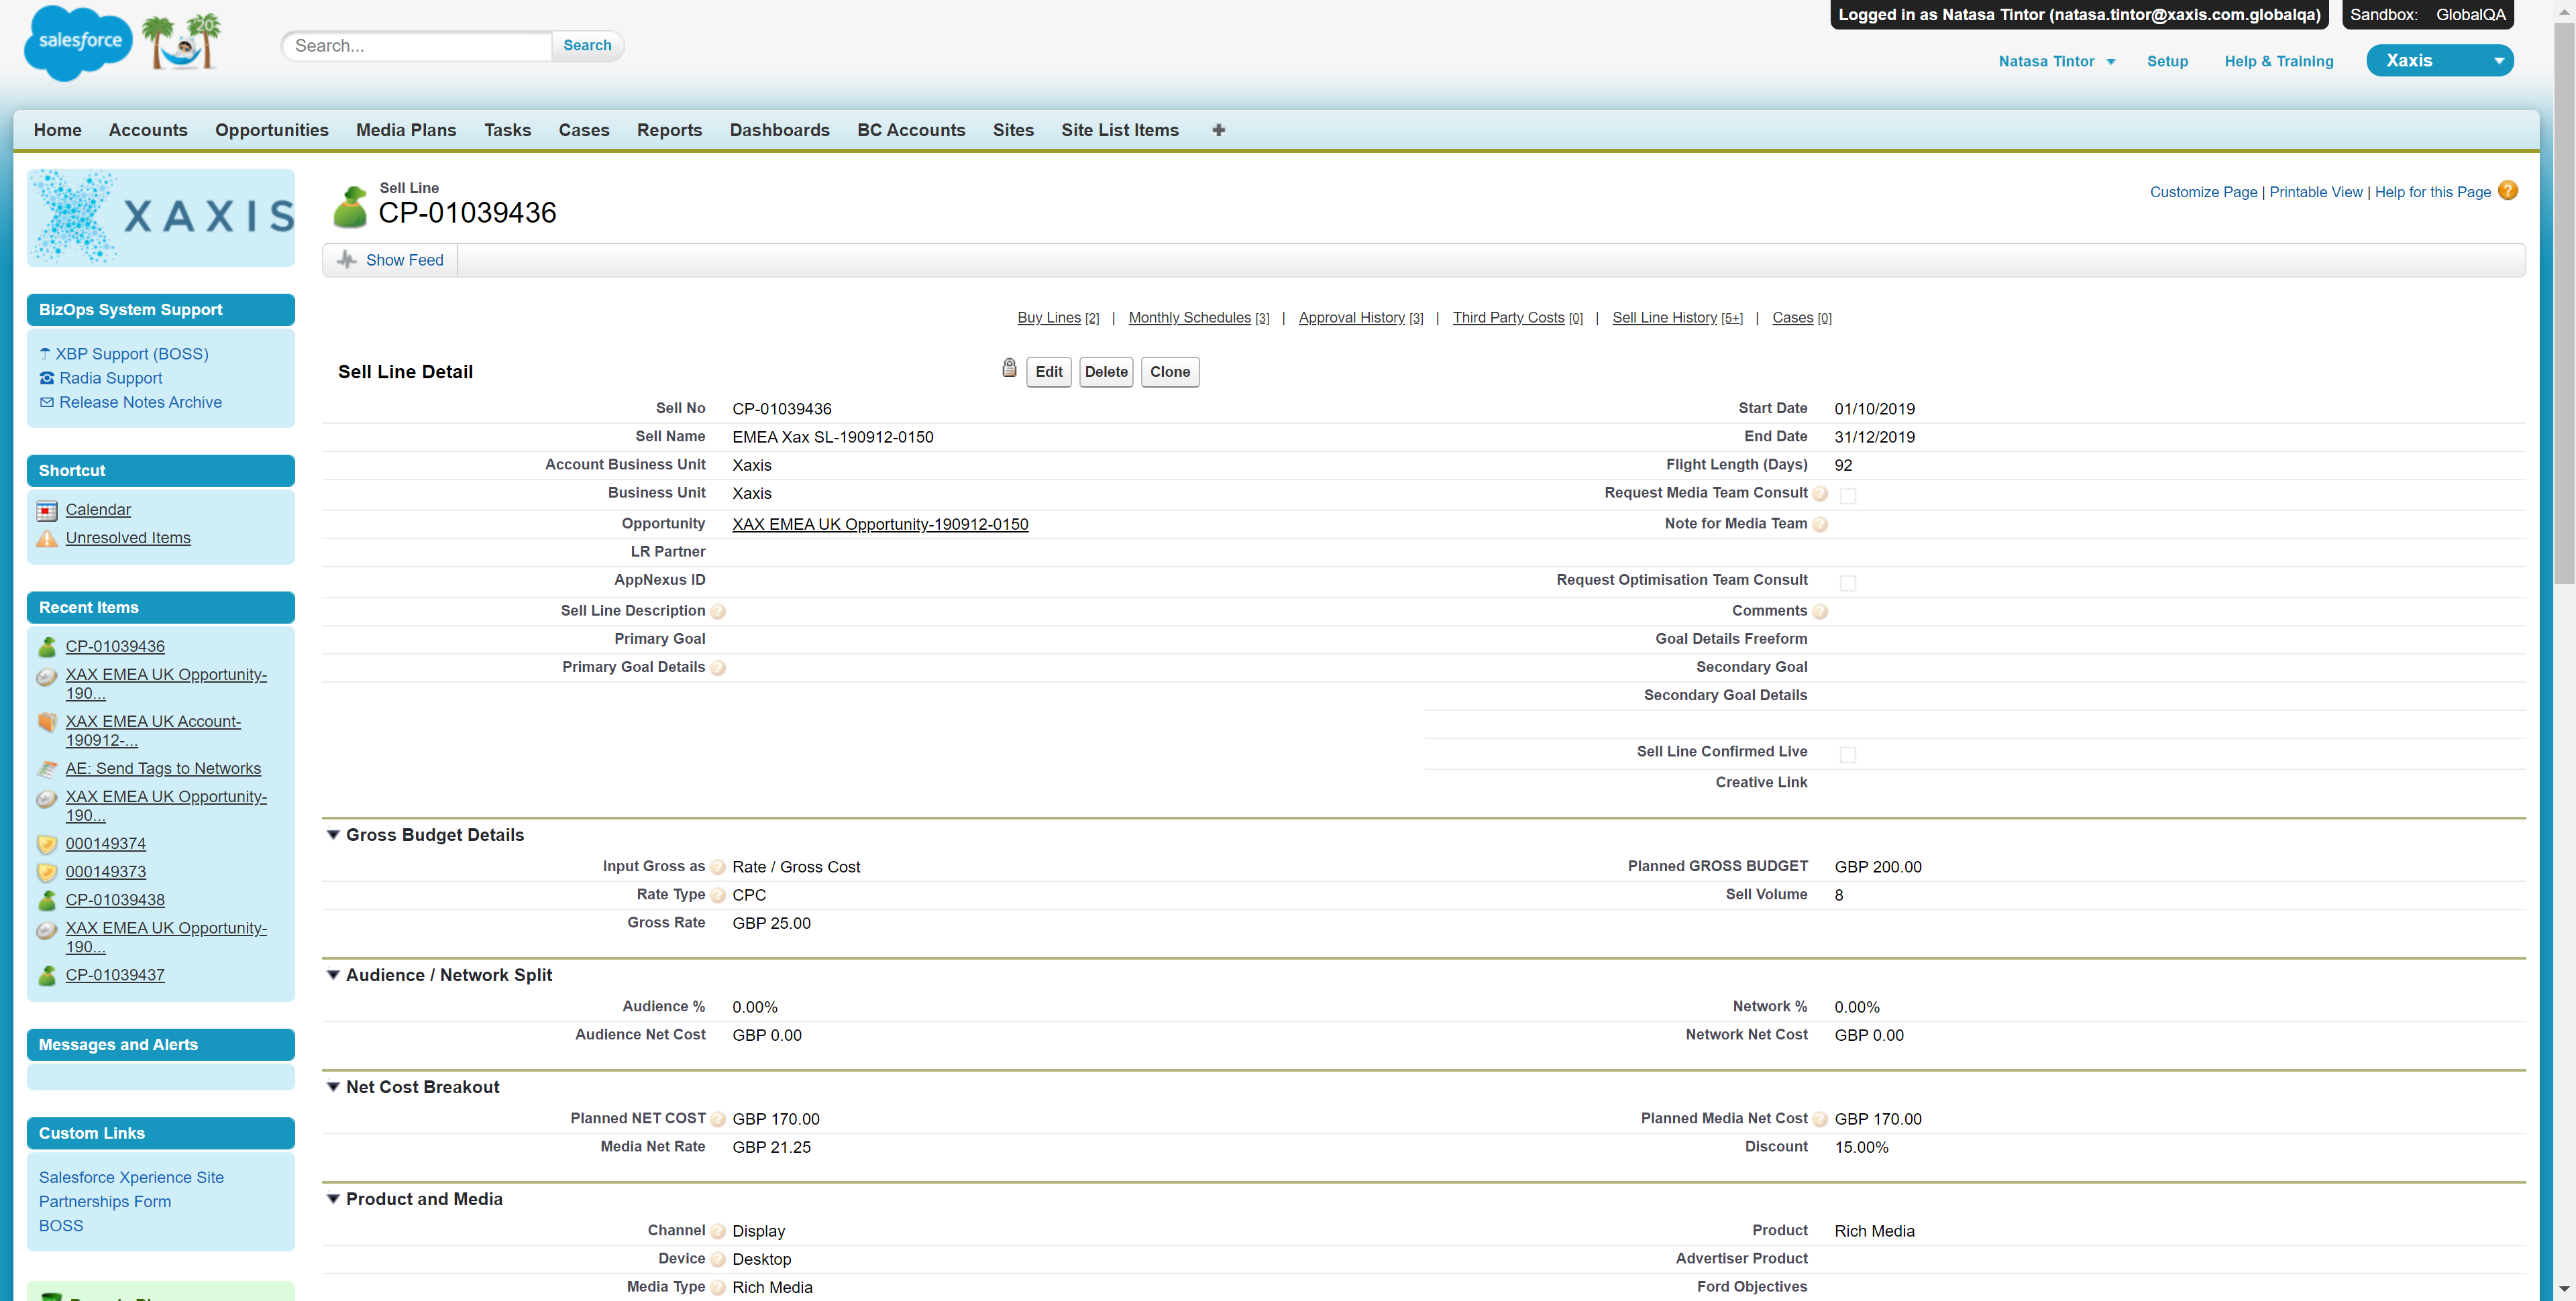 Logged in as Natasa Tintor (natasa.tintor@xaxis.com.globalqa)
Sandbox: GlobalQA
salesforce
20
Search...
Search
Natasa Tintor
Setup
Help & Training
Xaxis
Home Accounts Opportunities Media Plans Tasks Cases Reports Dashboards BC Accounts Sites Site List Items
XAXIS
BizOps System Support
XBP Support (BOSS)
Radia Support
Release Notes Archive
Shortcut
Calendar
Unresolved Items
Recent Items
CP-01039436
XAX EMEA UK Opportunity-
190...
XAX EMEA UK Account-
190912-...
AE: Send Tags to Networks
XAX EMEA UK Opportunity-
190...
000149374
000149373
CP-01039438
XAX EMEA UK Opportunity-
190...
CP-01039437
Messages and Alerts
Custom Links
Salesforce Xperience Site
Partnerships Form
BOSS
Sell Line
CP-01039436
Customize Page | Printable View | Help for this Page ?
Show Feed
Buy Lines [2] | Monthly Schedules [3] | Approval History [3] | Third Party Costs [0] | Sell Line History [5+] | Cases [0]
Sell Line Detail
Edit Delete Clone
Sell No CP-01039436 Start Date 01/10/2019
Sell Name EMEA Xax SL-190912-0150 End Date 31/12/2019
Account Business Unit Xaxis Flight Length (Days) 92
Business Unit Xaxis Request Media Team Consult ?
Opportunity XAX EMEA UK Opportunity-190912-0150 Note for Media Team ?
LR Partner
AppNexus ID Request Optimisation Team Consult
Sell Line Description ? Comments ?
Primary Goal Goal Details Freeform
Primary Goal Details ? Secondary Goal
Secondary Goal Details
Sell Line Confirmed Live
Creative Link
Gross Budget Details
Input Gross as ? Rate / Gross Cost Planned GROSS BUDGET GBP 200.00
Rate Type ? CPC Sell Volume 8
Gross Rate GBP 25.00
Audience / Network Split
Audience % 0.00% Network % 0.00%
Audience Net Cost GBP 0.00 Network Net Cost GBP 0.00
Net Cost Breakout
Planned NET COST ? GBP 170.00 Planned Media Net Cost ? GBP 170.00
Media Net Rate GBP 21.25 Discount 15.00%
Product and Media
Channel ? Display Product Rich Media
Device ? Desktop Advertiser Product
Media Type ? Rich Media Ford Objectives